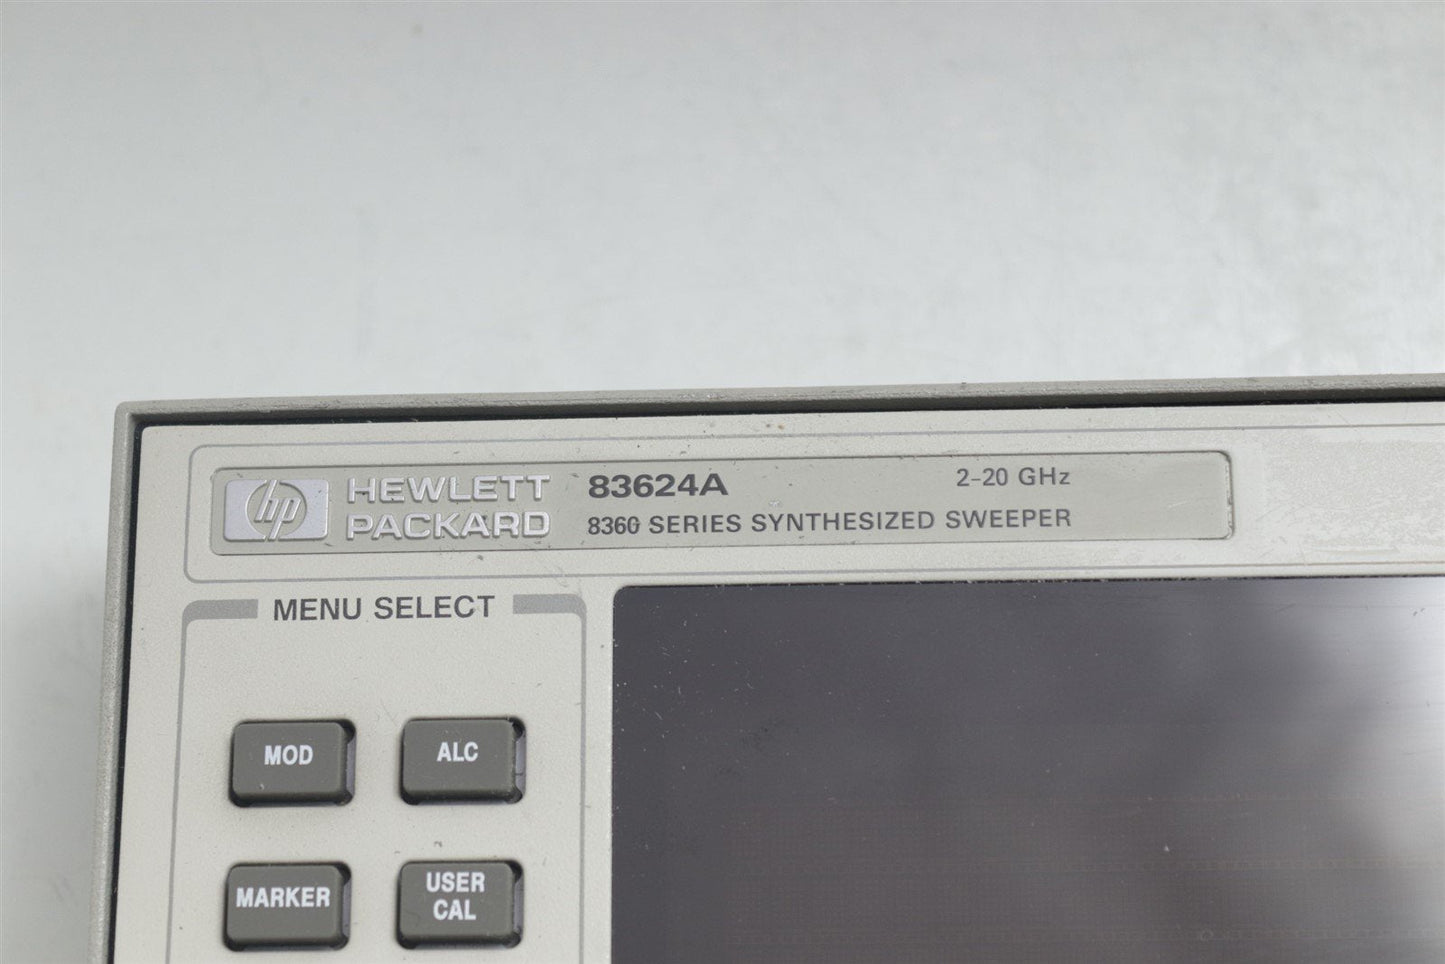 hp HEWLETT PACKARD
83624A 2-20 GHz
8360 SERIES SYNTHESIZED SWEEPER
MENU SELECT
MOD
ALC
MARKER
USER CAL